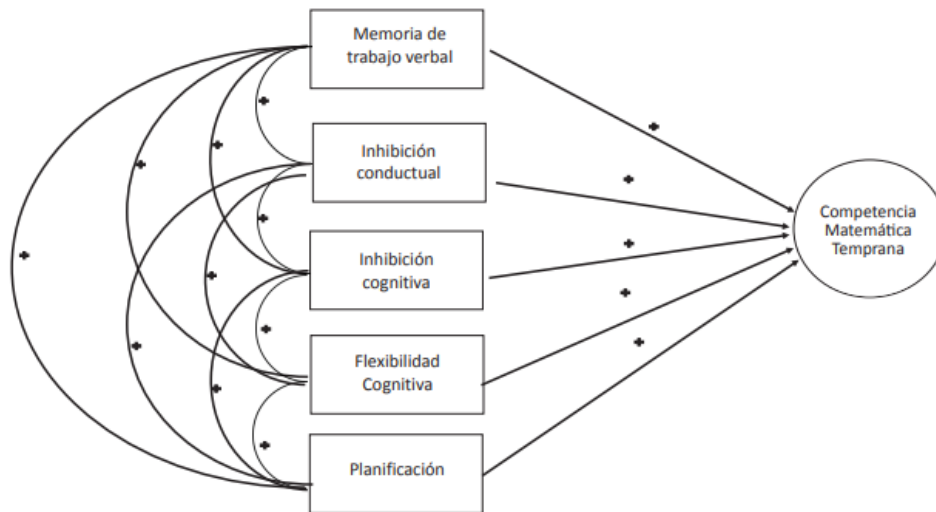 Memoria de
trabajo verbal
Inhibición
conductual
Inhibición
cognitiva
Flexibilidad
Cognitiva
Planificación
Competencia
Matemática
Temprana